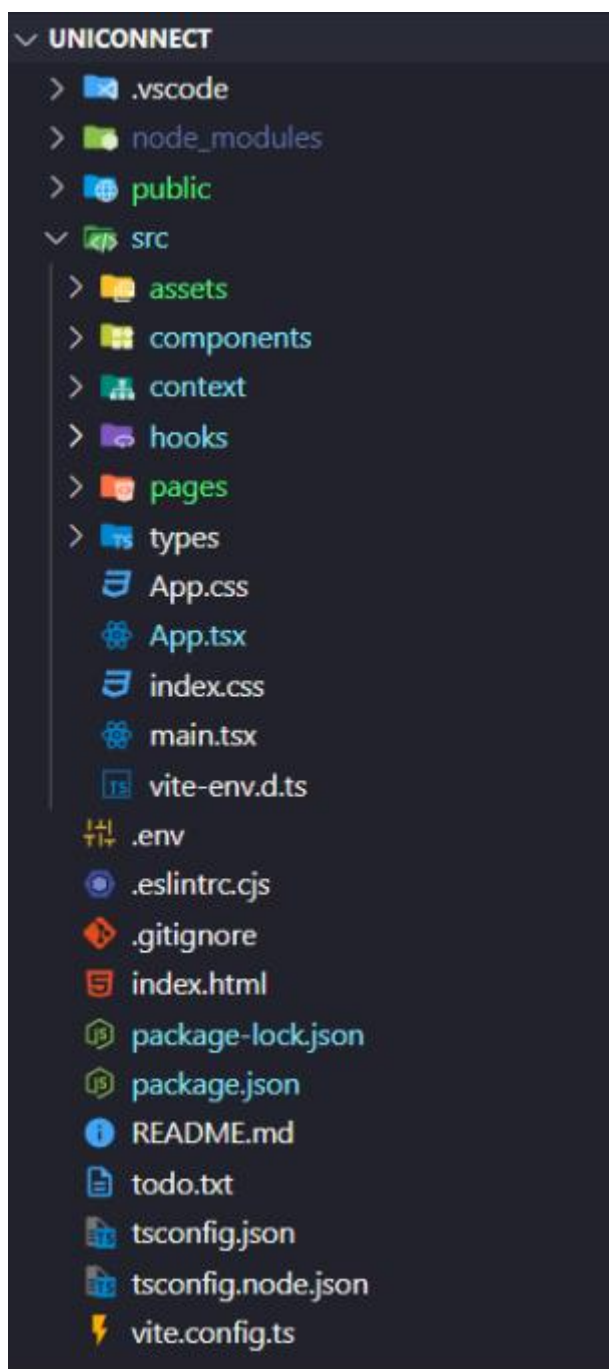 UNICONNECT
.vscode
node_modules
public
src
assets
components
context
hooks
pages
types
App.css
App.tsx
index.css
main.tsx
vite-env.d.ts
.env
.eslintrc.cjs
.gitignore
index.html
package-lock.json
package.json
README.md
todo.txt
tsconfig.json
tsconfig.node.json
vite.config.ts